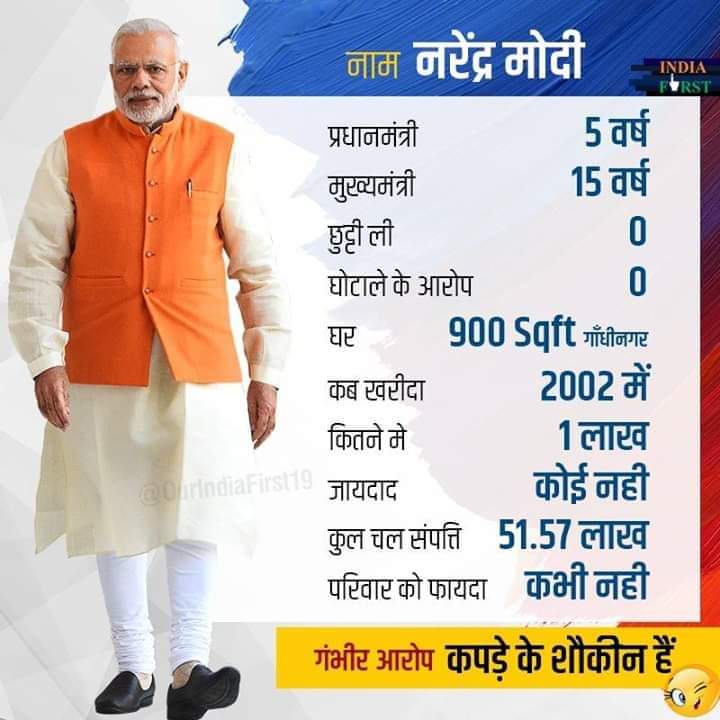 नाम नरेंद्र मोदी
INDIA
FIRST
प्रधानमंत्री 5 वर्ष
मुख्यमंत्री 15 वर्ष
छुट्टी ली 0
घोटाले के आरोप 0
घर 900 Sqft गाँधीनगर
कब खरीदा 2002 में
कितने मे 1 लाख
जायदाद कोई नही
कुल चल संपत्ति 51.57 लाख
परिवार को फायदा कभी नही
@OurIndiaFirst19
गंभीर आरोप कपड़े के शौकीन हैं